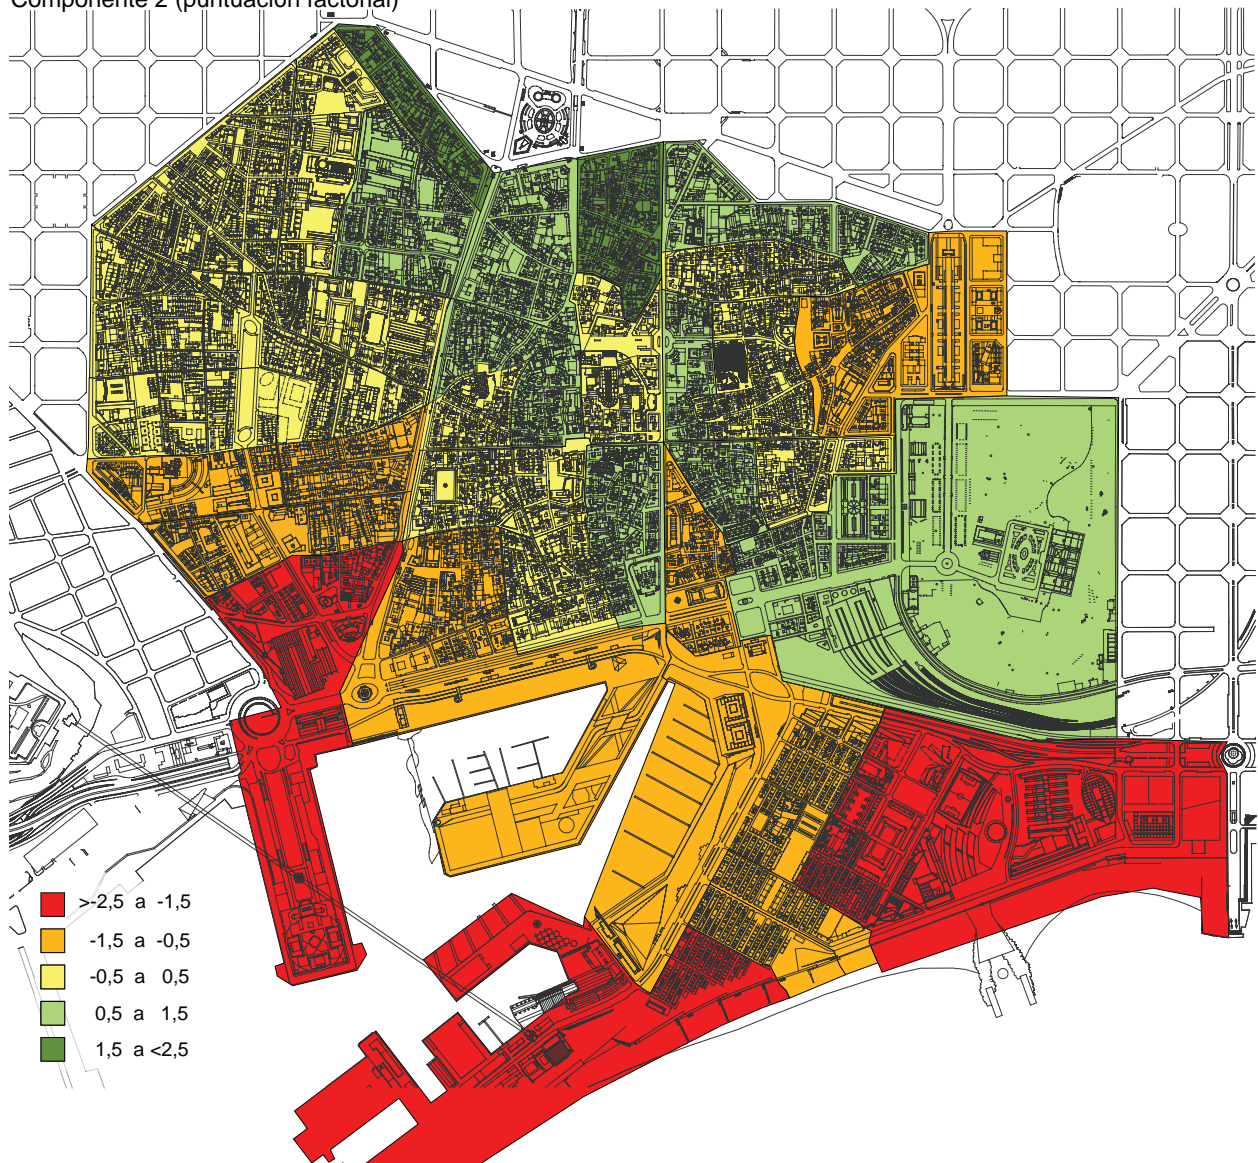 Componente 2 (puntuación factorial)
>-2,5 a -1,5
-1,5 a -0,5
-0,5 a 0,5
0,5 a 1,5
1,5 a <2,5